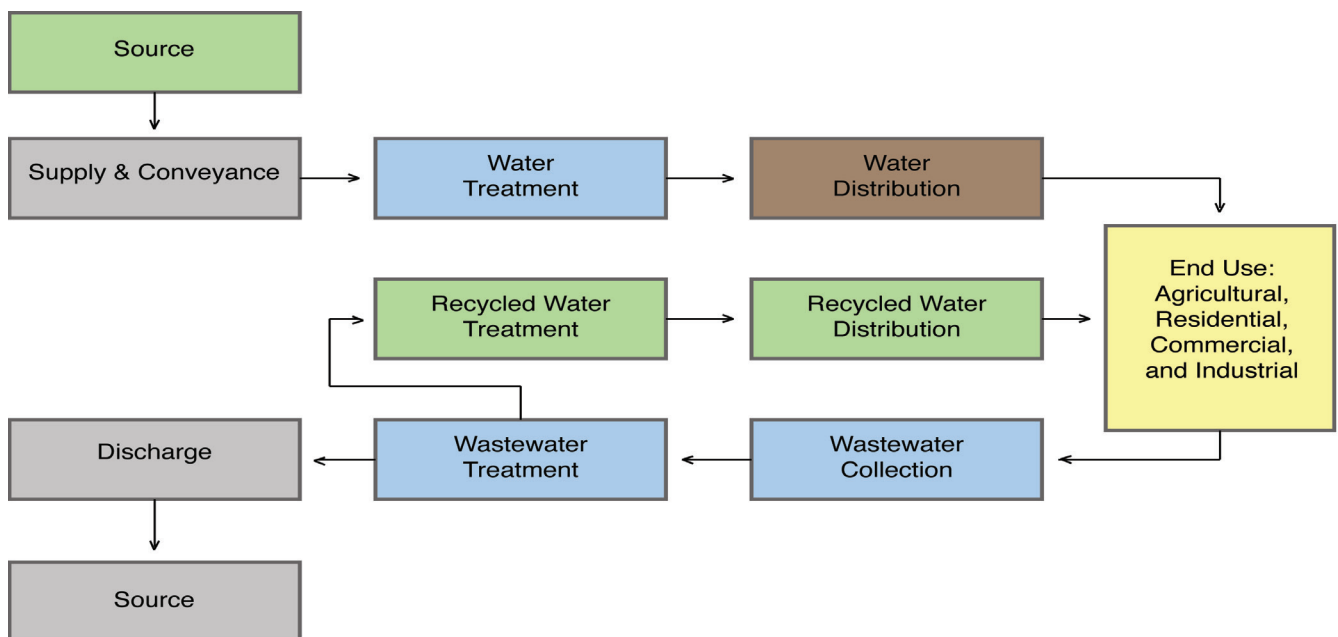 Source
Supply & Conveyance
Water
Treatment
Water
Distribution
End Use:
Agricultural,
Residential,
Commercial,
and Industrial
Recycled Water
Treatment
Recycled Water
Distribution
Discharge
Wastewater
Treatment
Wastewater
Collection
Source